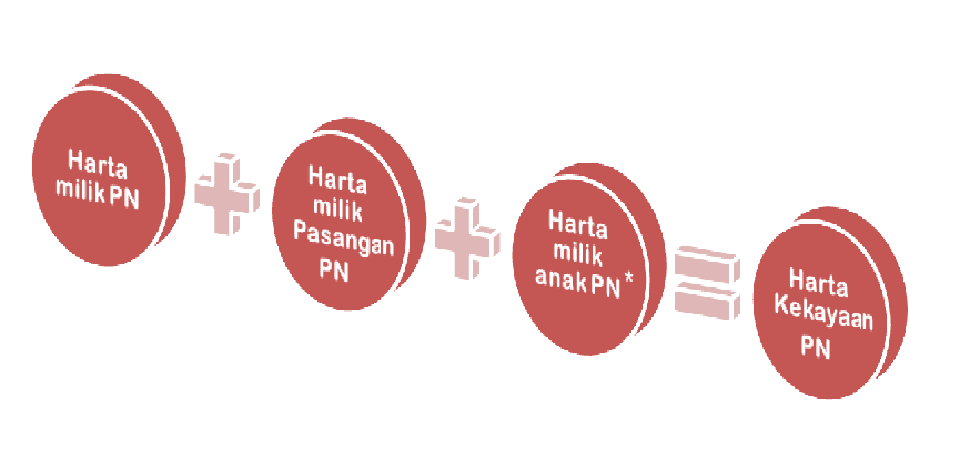 Harta
milik PN
Harta
milik
Pasangan
PN
Harta
milik
anak PN*
Harta
Kekayaan
PN